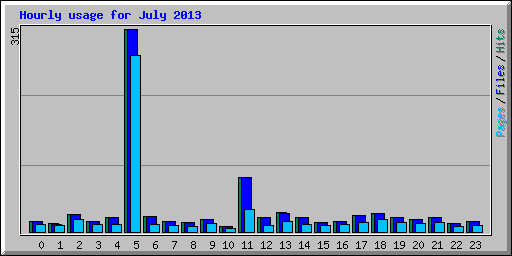 Hourly usage for July 2013
315
Pages/Files/Hits
0 1 2 3 4 5 6 7 8 9 10 11 12 13 14 15 16 17 18 19 20 21 22 23